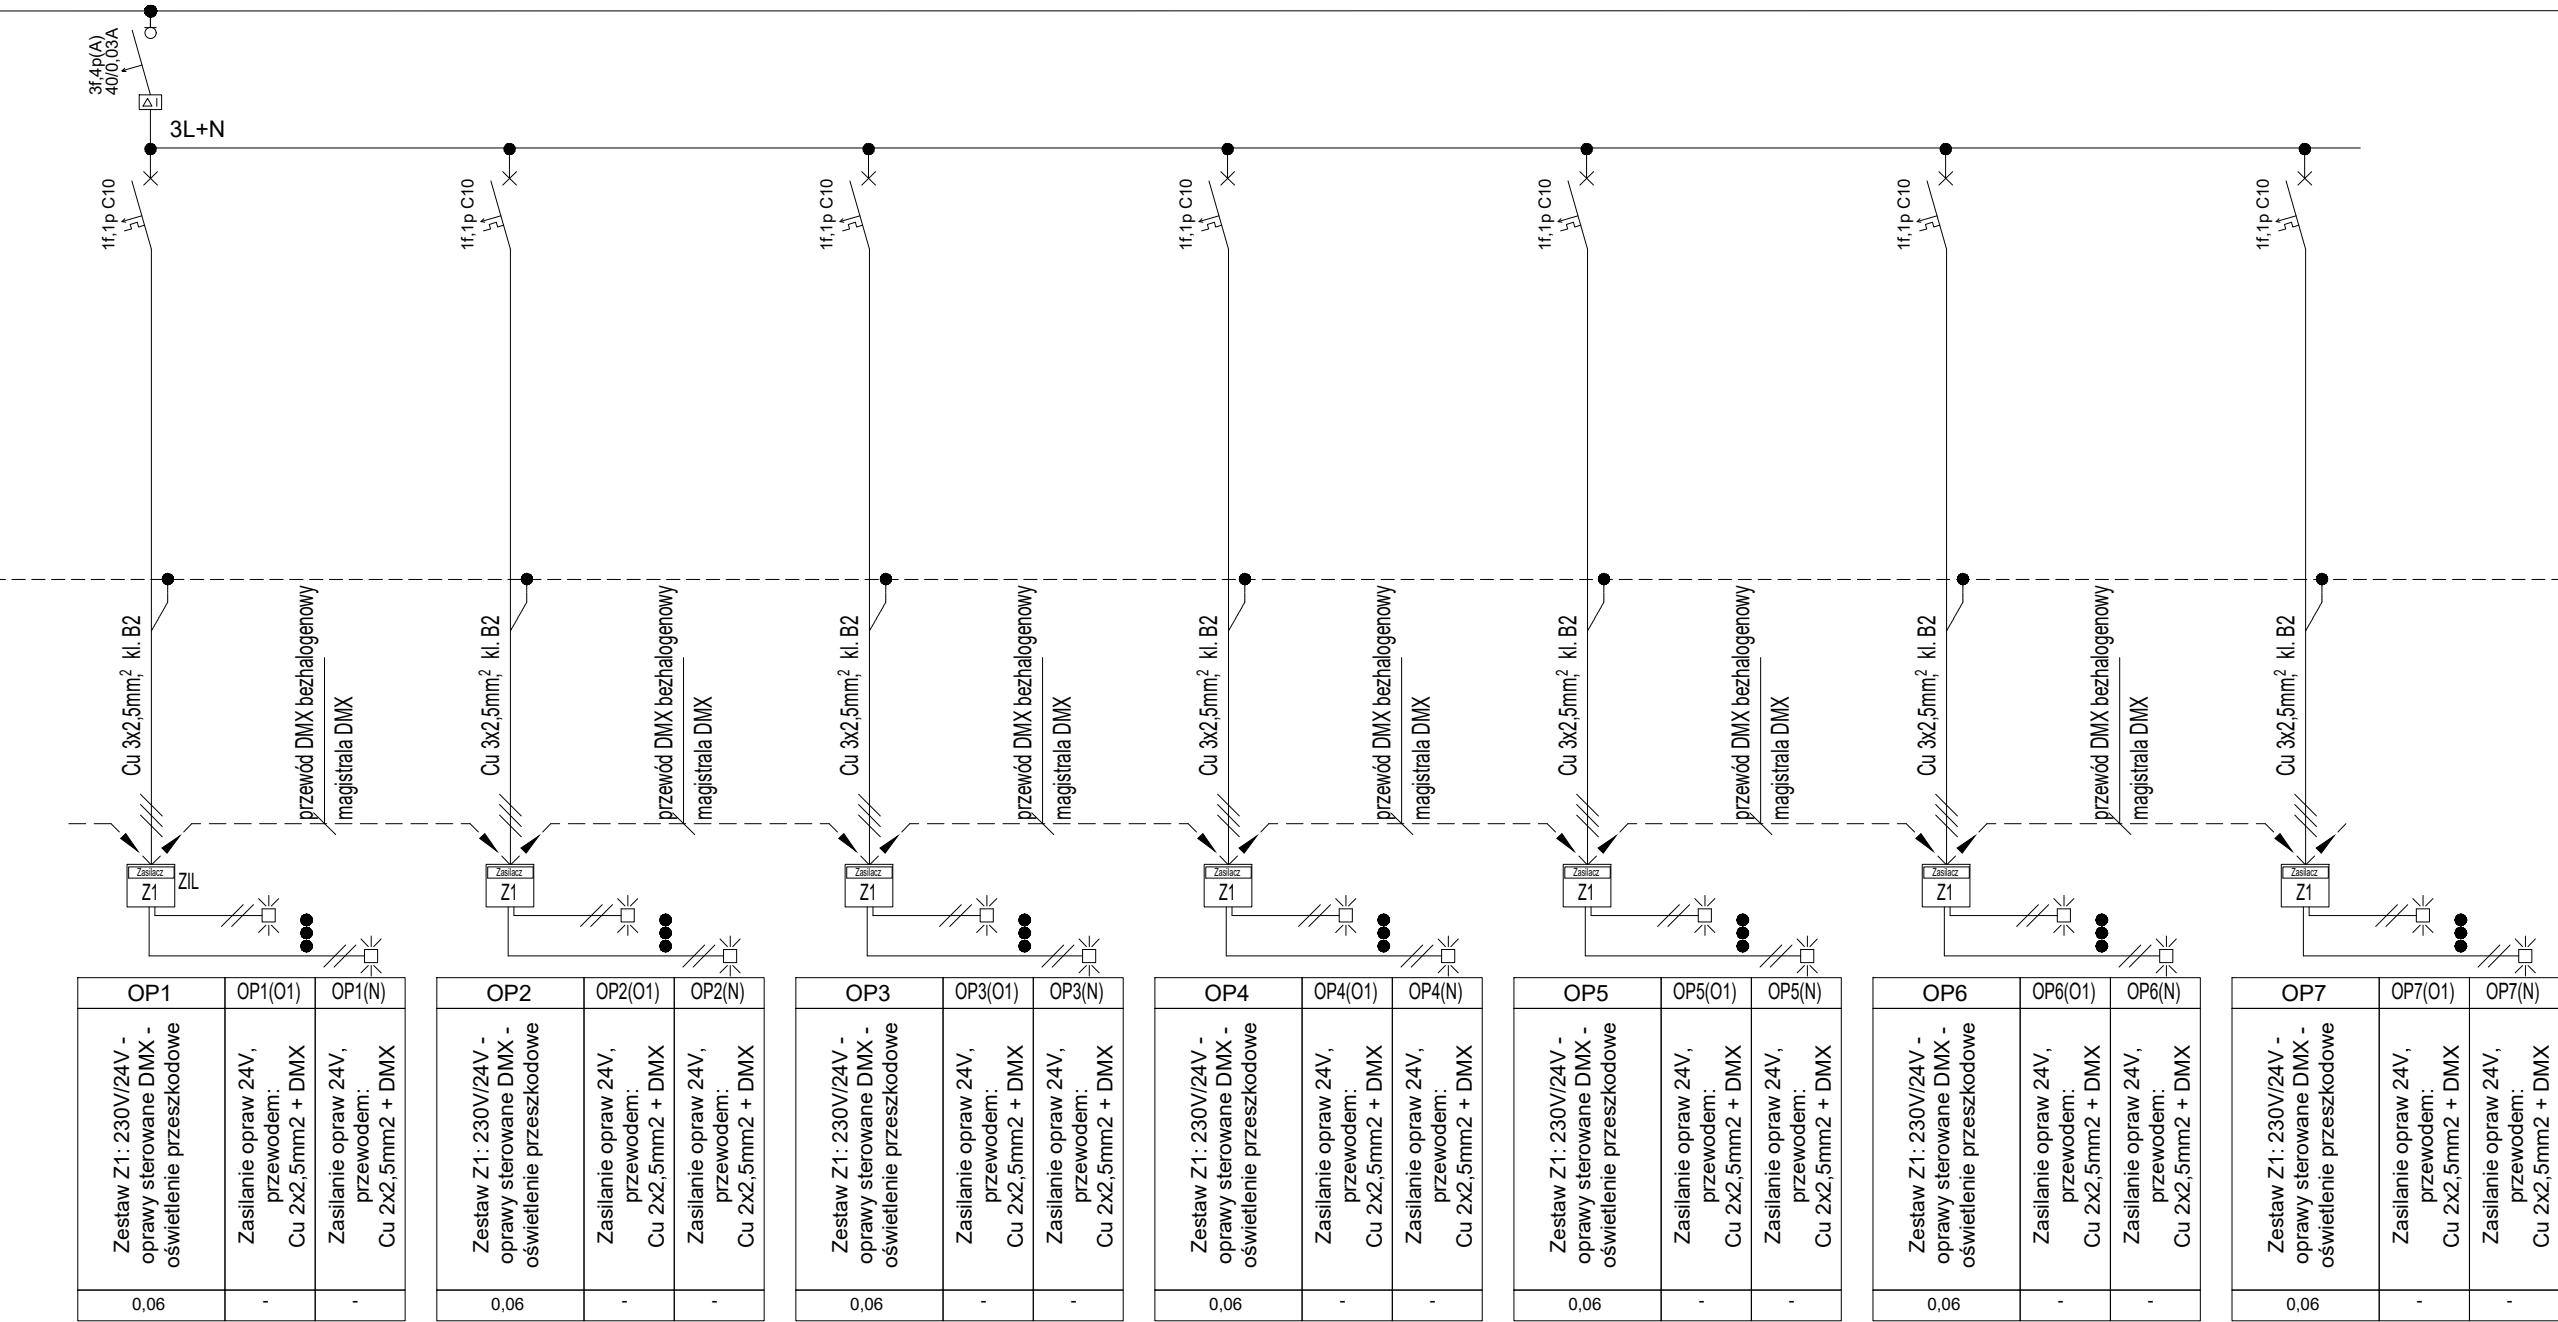 3f,4p(A)
40/0,03A
3L+N
1f,1p C10
1f,1p C10
1f,1p C10
1f,1p C10
1f,1p C10
1f,1p C10
1f,1p C10
Cu 3x2,5mm², kl. B2
przewód DMX bezhalogenowy
magistrala DMX
Cu 3x2,5mm², kl. B2
przewód DMX bezhalogenowy
magistrala DMX
Cu 3x2,5mm², kl. B2
przewód DMX bezhalogenowy
magistrala DMX
Cu 3x2,5mm², kl. B2
przewód DMX bezhalogenowy
magistrala DMX
Cu 3x2,5mm², kl. B2
przewód DMX bezhalogenowy
magistrala DMX
Cu 3x2,5mm², kl. B2
przewód DMX bezhalogenowy
magistrala DMX
Cu 3x2,5mm², kl. B2
Zasilacz
Z1
ZIL
Zasilacz
Z1
Zasilacz
Z1
Zasilacz
Z1
Zasilacz
Z1
Zasilacz
Z1
Zasilacz
Z1
OP1 OP1(O1) OP1(N)
Zestaw Z1: 230V/24V -
oprawy sterowane DMX -
oświetlenie przeszkodowe
Zasilanie opraw 24V,
przewodem:
Cu 2x2,5mm2 + DMX
Zasilanie opraw 24V,
przewodem:
Cu 2x2,5mm2 + DMX
0,06 - -
OP2 OP2(O1) OP2(N)
Zestaw Z1: 230V/24V -
oprawy sterowane DMX -
oświetlenie przeszkodowe
Zasilanie opraw 24V,
przewodem:
Cu 2x2,5mm2 + DMX
Zasilanie opraw 24V,
przewodem:
Cu 2x2,5mm2 + DMX
0,06 - -
OP3 OP3(O1) OP3(N)
Zestaw Z1: 230V/24V -
oprawy sterowane DMX -
oświetlenie przeszkodowe
Zasilanie opraw 24V,
przewodem:
Cu 2x2,5mm2 + DMX
Zasilanie opraw 24V,
przewodem:
Cu 2x2,5mm2 + DMX
0,06 - -
OP4 OP4(O1) OP4(N)
Zestaw Z1: 230V/24V -
oprawy sterowane DMX -
oświetlenie przeszkodowe
Zasilanie opraw 24V,
przewodem:
Cu 2x2,5mm2 + DMX
Zasilanie opraw 24V,
przewodem:
Cu 2x2,5mm2 + DMX
0,06 - -
OP5 OP5(O1) OP5(N)
Zestaw Z1: 230V/24V -
oprawy sterowane DMX -
oświetlenie przeszkodowe
Zasilanie opraw 24V,
przewodem:
Cu 2x2,5mm2 + DMX
Zasilanie opraw 24V,
przewodem:
Cu 2x2,5mm2 + DMX
0,06 - -
OP6 OP6(O1) OP6(N)
Zestaw Z1: 230V/24V -
oprawy sterowane DMX -
oświetlenie przeszkodowe
Zasilanie opraw 24V,
przewodem:
Cu 2x2,5mm2 + DMX
Zasilanie opraw 24V,
przewodem:
Cu 2x2,5mm2 + DMX
0,06 - -
OP7 OP7(O1) OP7(N)
Zestaw Z1: 230V/24V -
oprawy sterowane DMX -
oświetlenie przeszkodowe
Zasilanie opraw 24V,
przewodem:
Cu 2x2,5mm2 + DMX
Zasilanie opraw 24V,
przewodem:
Cu 2x2,5mm2 + DMX
0,06 - -